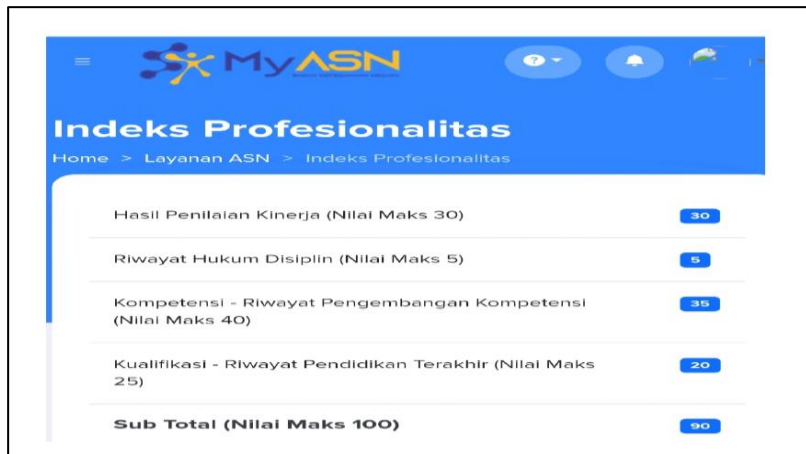 MyASN
Indeks Profesionalitas
Home > Layanan ASN > Indeks Profesionalitas
Hasil Penilaian Kinerja (Nilai Maks 30) 30
Riwayat Hukum Disiplin (Nilai Maks 5) 5
Kompetensi - Riwayat Pengembangan Kompetensi 35
(Nilai Maks 40)
Kualifikasi - Riwayat Pendidikan Terakhir (Nilai Maks 20
25)
Sub Total (Nilai Maks 100) 90